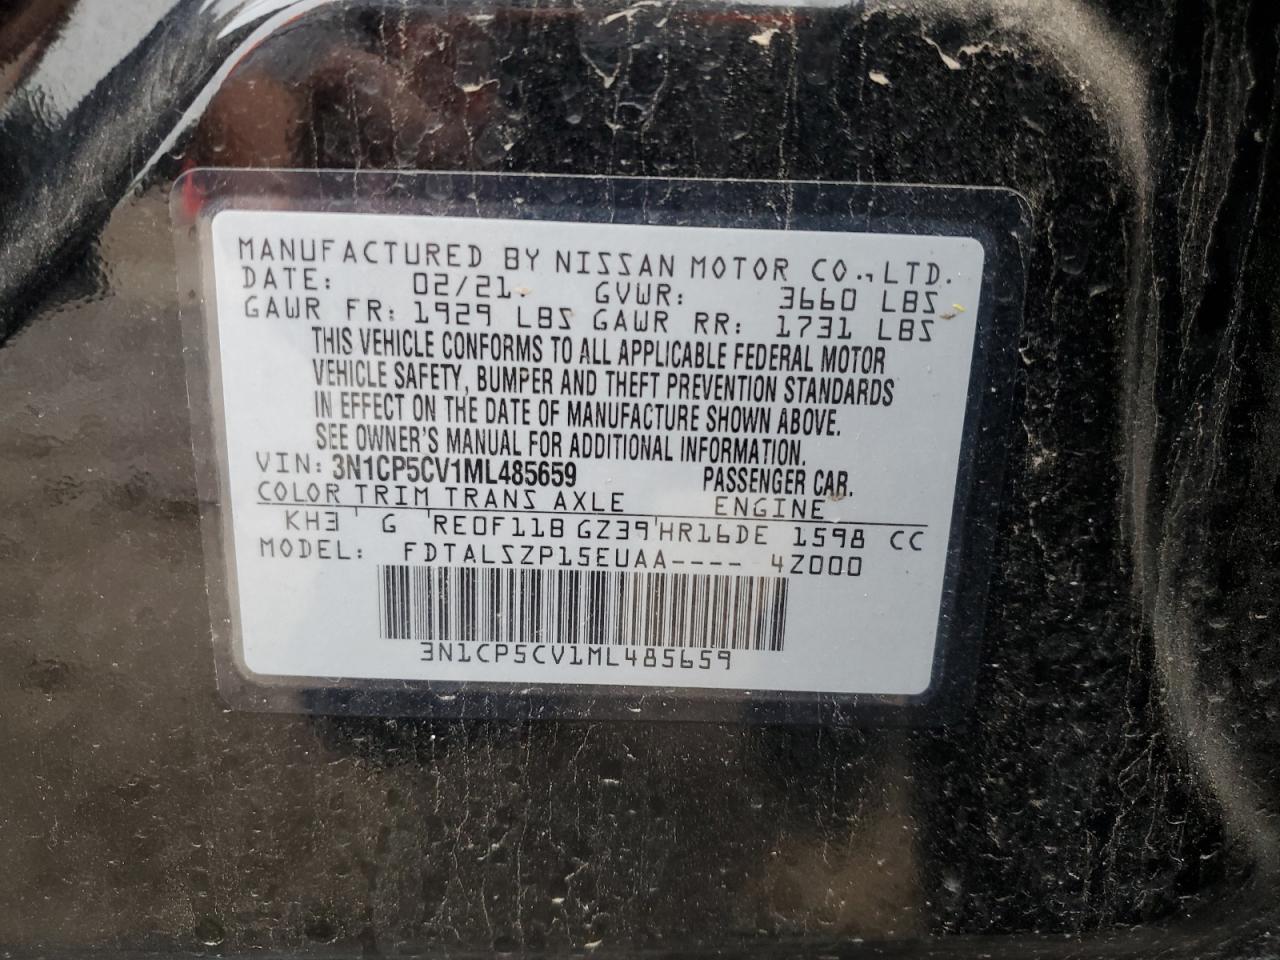 MANUFACTURED BY NISSAN MOTOR CO.,LTD.
DATE: 02/21. GVWR: 3660 LBS
GAWR FR: 1929 LBS GAWR RR: 1731 LBS
THIS VEHICLE CONFORMS TO ALL APPLICABLE FEDERAL MOTOR
VEHICLE SAFETY, BUMPER AND THEFT PREVENTION STANDARDS
IN EFFECT ON THE DATE OF MANUFACTURE SHOWN ABOVE.
SEE OWNER'S MANUAL FOR ADDITIONAL INFORMATION.
VIN: 3N1CP5CV1ML485659 PASSENGER CAR.
COLOR TRIM TRANS AXLE ENGINE
KH3 G RE0F11B GZ39 HR16DE 1598 CC
MODEL: FDTALSZP15EUAA---- 4Z000
3N1CP5CV1ML485659